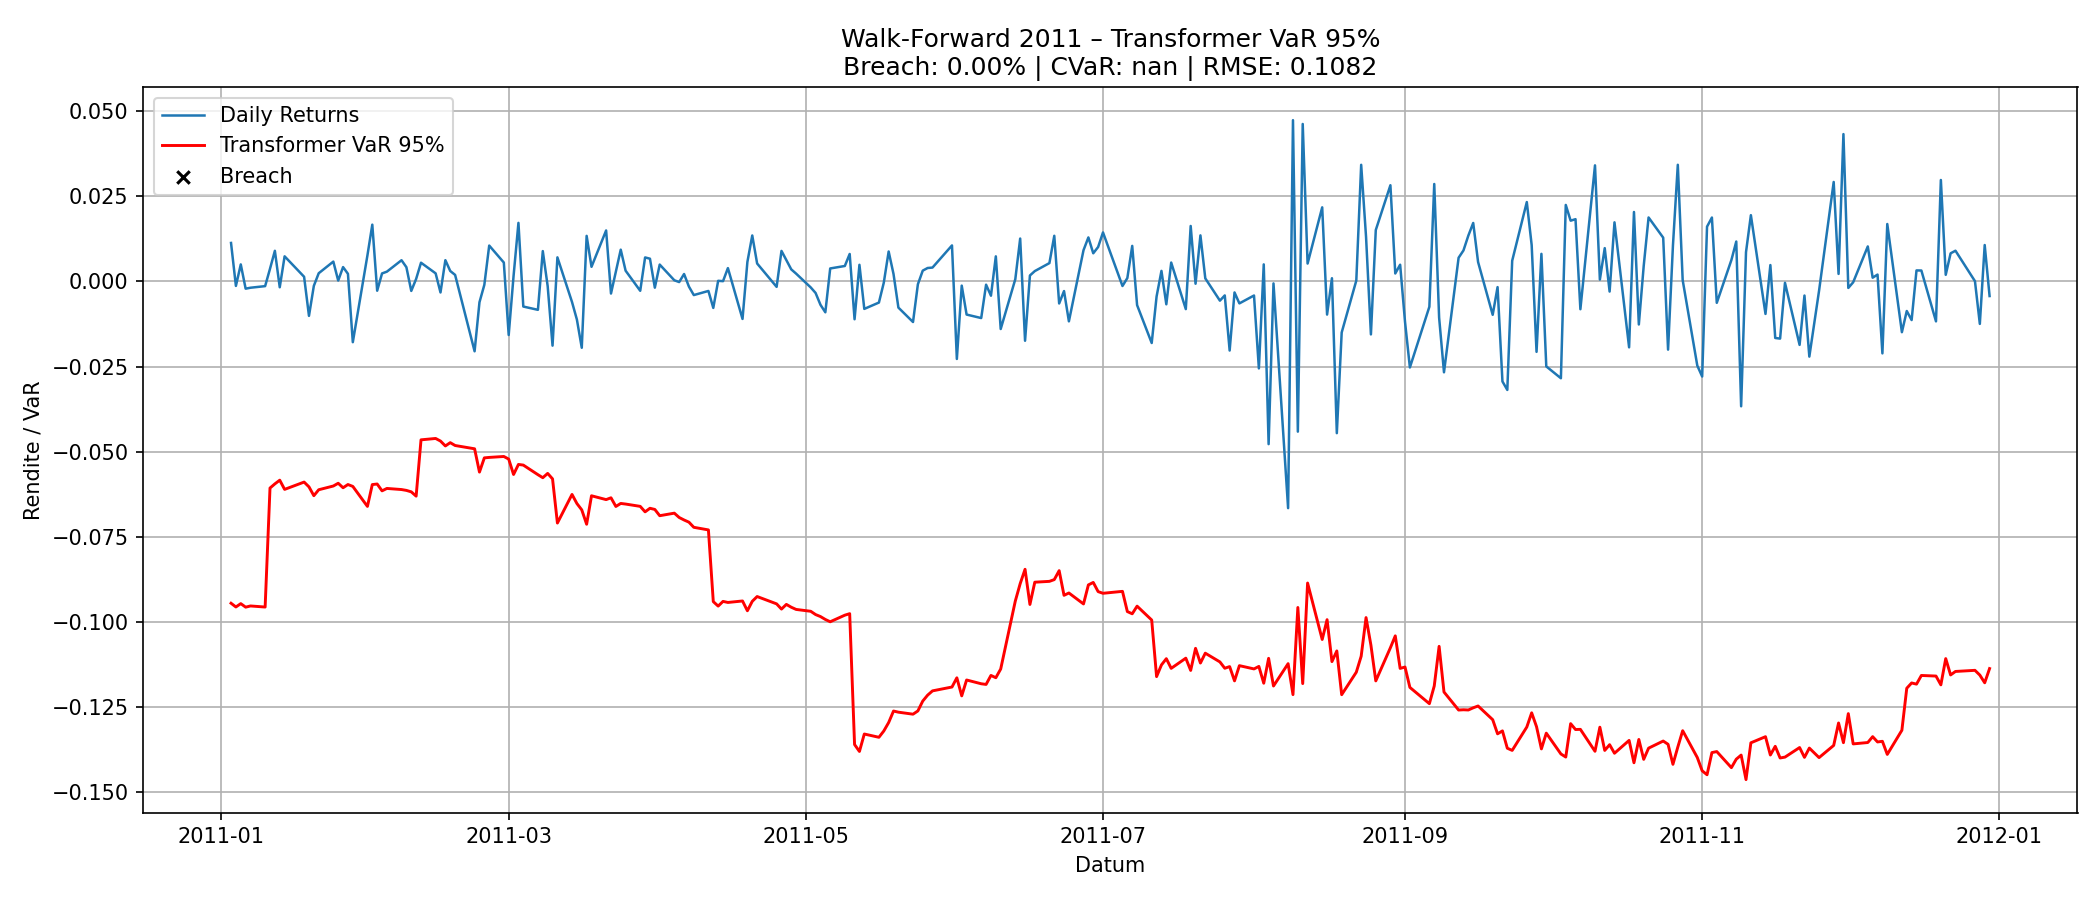 Walk-Forward 2011 – Transformer VaR 95%
Breach: 0.00% | CVaR: nan | RMSE: 0.1082
Daily Returns
Transformer VaR 95%
Breach
0.050
0.025
0.000
−0.025
−0.050
−0.075
−0.100
−0.125
−0.150
Rendite / VaR
2011-01
2011-03
2011-05
2011-07
2011-09
2011-11
2012-01
Datum